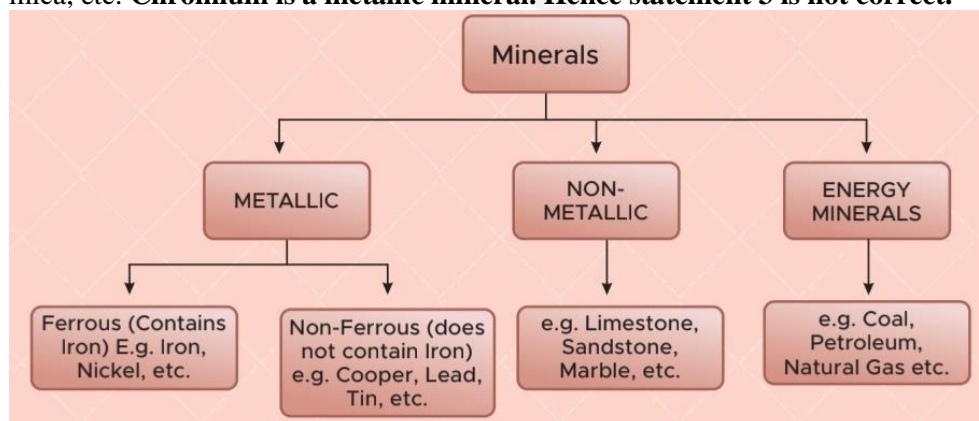 mica, etc. Chromium is a metallic mineral. Hence statement 3 is not correct.
Minerals
METALLIC
NON-
METALLIC
ENERGY
MINERALS
Ferrous (Contains
Iron) E.g. Iron,
Nickel, etc.
Non-Ferrous (does
not contain Iron)
e.g. Cooper, Lead,
Tin, etc.
e.g. Limestone,
Sandstone,
Marble, etc.
e.g. Coal,
Petroleum,
Natural Gas etc.